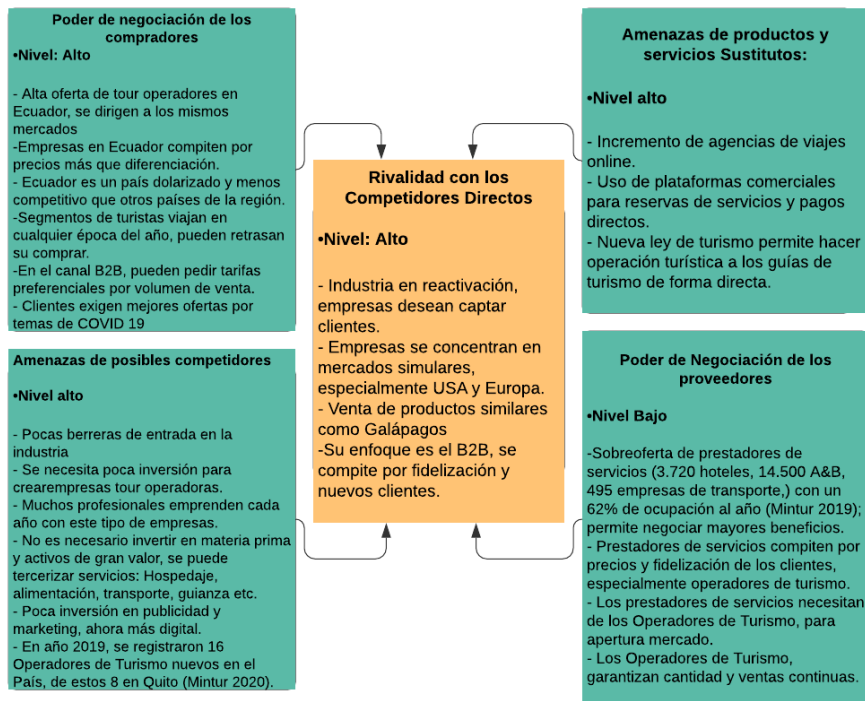 Poder de negociación de los
compradores
•Nivel: Alto
- Alta oferta de tour operadores en
Ecuador, se dirigen a los mismos
mercados
-Empresas en Ecuador compiten por
precios más que diferenciación.
- Ecuador es un país dolarizado y menos
competitivo que otros países de la región.
-Segmentos de turistas viajan en
cualquier época del año, pueden retrasan
su comprar.
-En el canal B2B, pueden pedir tarifas
preferenciales por volumen de venta.
- Clientes exigen mejores ofertas por
temas de COVID 19
Amenazas de posibles competidores
•Nivel alto
- Pocas berreras de entrada en la
industria
- Se necesita poca inversión para
crearempresas tour operadoras.
- Muchos profesionales emprenden cada
año con este tipo de empresas.
- No es necesario invertir en materia prima
y activos de gran valor, se puede
tercerizar servicios: Hospedaje,
alimentación, transporte, guianza etc.
- Poca inversión en publicidad y
marketing, ahora más digital.
- En año 2019, se registraron 16
Operadores de Turismo nuevos en el
País, de estos 8 en Quito (Mintur 2020).
Rivalidad con los
Competidores Directos
•Nivel: Alto
- Industria en reactivación,
empresas desean captar
clientes.
- Empresas se concentran en
mercados simulares,
especialmente USA y Europa.
- Venta de productos similares
como Galápagos
-Su enfoque es el B2B, se
compite por fidelización y
nuevos clientes.
Amenazas de productos y
servicios Sustitutos:
•Nivel alto
- Incremento de agencias de viajes
online.
- Uso de plataformas comerciales
para reservas de servicios y pagos
directos.
- Nueva ley de turismo permite hacer
operación turística a los guías de
turismo de forma directa.
Poder de Negociación de los
proveedores
•Nivel Bajo
-Sobreoferta de prestadores de
servicios (3.720 hoteles, 14.500 A&B,
495 empresas de transporte,) con un
62% de ocupación al año (Mintur 2019);
permite negociar mayores beneficios.
- Prestadores de servicios compiten por
precios y fidelización de los clientes,
especialmente operadores de turismo.
- Los prestadores de servicios necesitan
de los Operadores de Turismo, para
apertura mercado.
- Los Operadores de Turismo,
garantizan cantidad y ventas continuas.